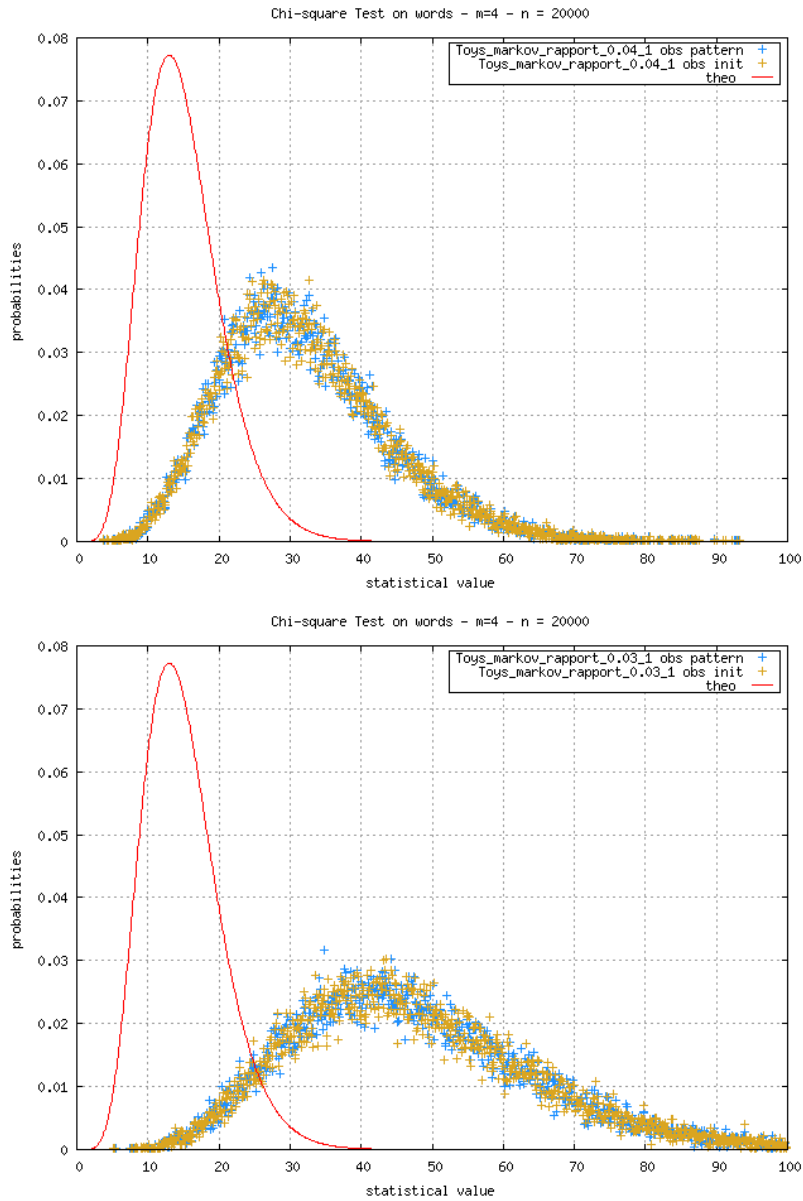 Chi-square Test on words - m=4 - n = 20000
0.08
0.07
0.06
0.05
0.04
0.03
0.02
0.01
0
probabilities
Toys_markov_rapport_0.04_1 obs pattern
Toys_markov_rapport_0.04_1 obs init
theo
0 10 20 30 40 50 60 70 80 90 100
statistical value
Chi-square Test on words - m=4 - n = 20000
0.08
0.07
0.06
0.05
0.04
0.03
0.02
0.01
0
probabilities
Toys_markov_rapport_0.03_1 obs pattern
Toys_markov_rapport_0.03_1 obs init
theo
0 10 20 30 40 50 60 70 80 90 100
statistical value